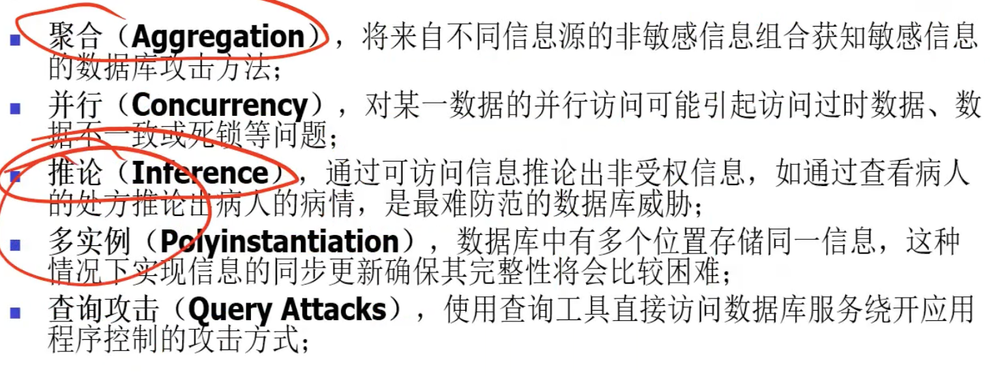 聚合（Aggregation），将来自不同信息源的非敏感信息组合获知敏感信息
的数据库攻击方法；
并行（Concurrency），对某一数据的并行访问可能引起访问过时数据、数
据不一致或死锁等问题；
推论（Inference），通过可访问信息推论出非受权信息，如通过查看病人
的处方推论出病人的病情，是最难防范的数据库威胁；
多实例（Polyinstantiation），数据库中有多个位置存储同一信息，这种
情况下实现信息的同步更新确保其完整性将会比较困难；
查询攻击（Query Attacks），使用查询工具直接访问数据库服务绕开应用
程序控制的攻击方式；